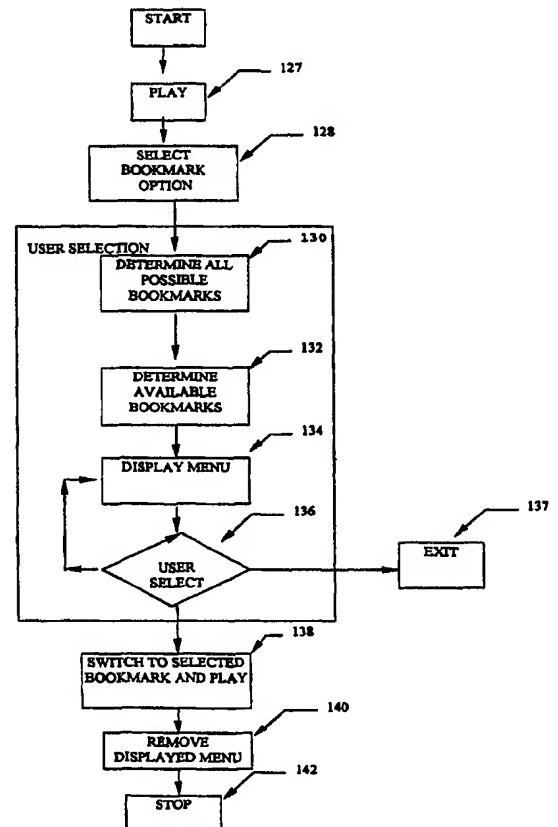 START
127
PLAY
128
SELECT
BOOKMARK
OPTION
130
USER SELECTION
DETERMINE ALL
POSSIBLE
BOOKMARKS
132
DETERMINE
AVAILABLE
BOOKMARKS
134
DISPLAY MENU
136
137
USER
SELECT
EXIT
138
SWITCH TO SELECTED
BOOKMARK AND PLAY
140
REMOVE
DISPLAYED MENU
142
STOP